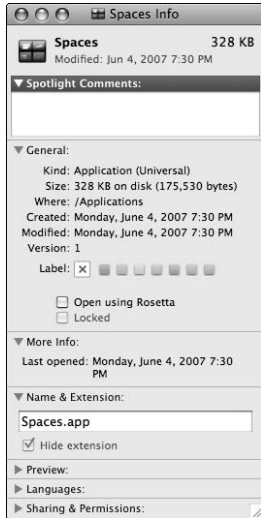 Spaces Info
Spaces 328 KB
Modified: Jun 4, 2007 7:30 PM
Spotlight Comments:
General:
Kind: Application (Universal)
Size: 328 KB on disk (175,530 bytes)
Where: /Applications
Created: Monday, June 4, 2007 7:30 PM
Modified: Monday, June 4, 2007 7:30 PM
Version: 1
Label:
Open using Rosetta
Locked
More Info:
Last opened: Monday, June 4, 2007 7:30
PM
Name & Extension:
Spaces.app
Hide extension
Preview:
Languages:
Sharing & Permissions: